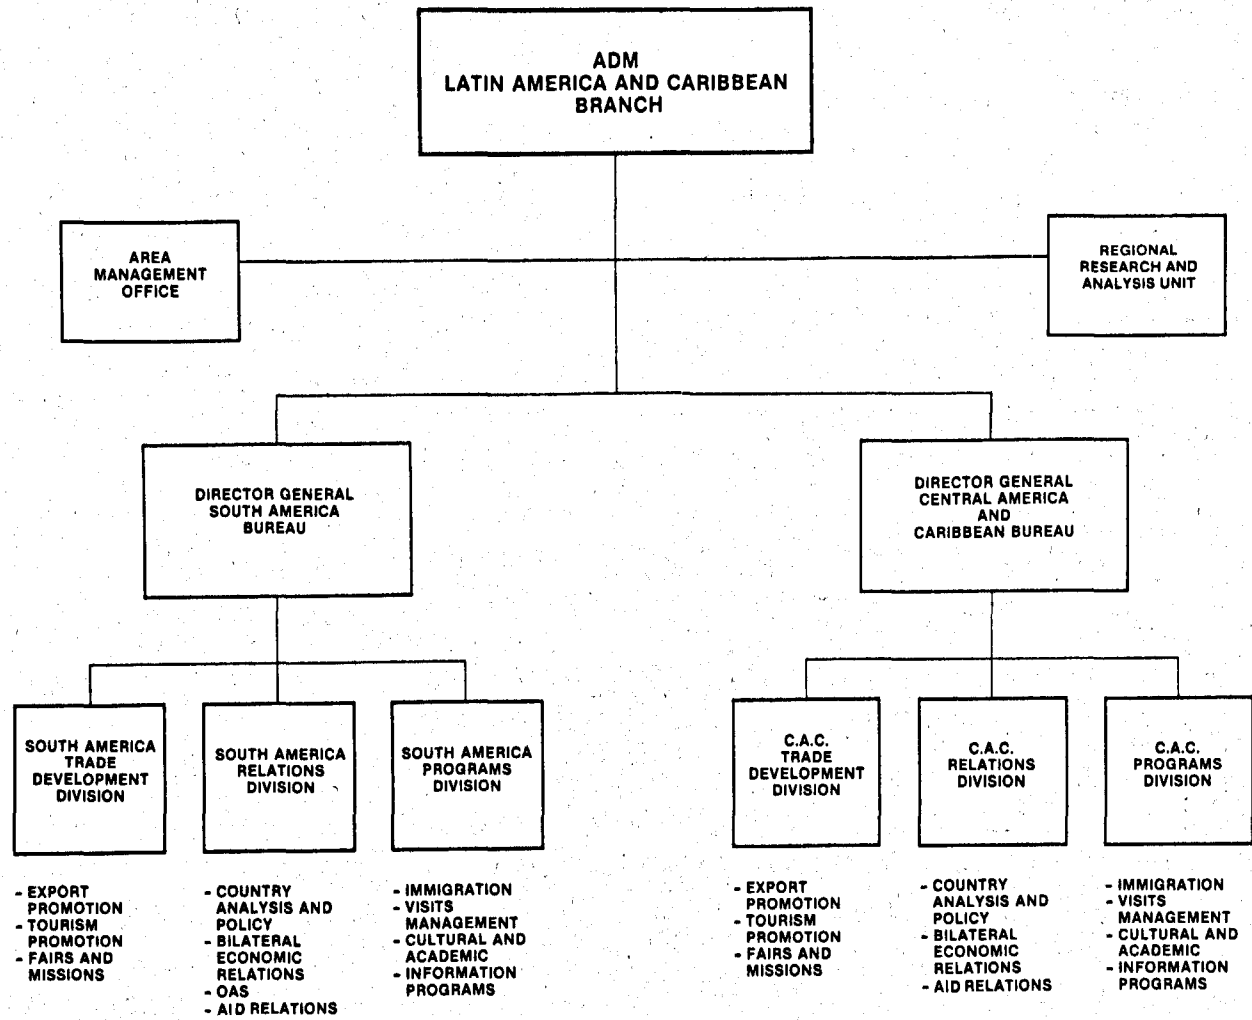 ADM
LATIN AMERICA AND CARIBBEAN
BRANCH
AREA
MANAGEMENT
OFFICE
REGIONAL
RESEARCH AND
ANALYSIS UNIT
DIRECTOR GENERAL
SOUTH AMERICA
BUREAU
DIRECTOR GENERAL
CENTRAL AMERICA
AND
CARIBBEAN BUREAU
SOUTH AMERICA
TRADE
DEVELOPMENT
DIVISION
SOUTH AMERICA
RELATIONS
DIVISION
SOUTH AMERICA
PROGRAMS
DIVISION
C.A.C.
TRADE
DEVELOPMENT
DIVISION
C.A.C.
RELATIONS
DIVISION
C.A.C.
PROGRAMS
DIVISION
- EXPORT
PROMOTION
- TOURISM
PROMOTION
- FAIRS AND
MISSIONS
- COUNTRY
ANALYSIS AND
POLICY
- BILATERAL
ECONOMIC
RELATIONS
- OAS
- AID RELATIONS
- IMMIGRATION
- VISITS
MANAGEMENT
- CULTURAL AND
ACADEMIC
- INFORMATION
PROGRAMS
- EXPORT
PROMOTION
- TOURISM
PROMOTION
- FAIRS AND
MISSIONS
- COUNTRY
ANALYSIS AND
POLICY
- BILATERAL
ECONOMIC
RELATIONS
- AID RELATIONS
- IMMIGRATION
- VISITS
MANAGEMENT
- CULTURAL AND
ACADEMIC
- INFORMATION
PROGRAMS